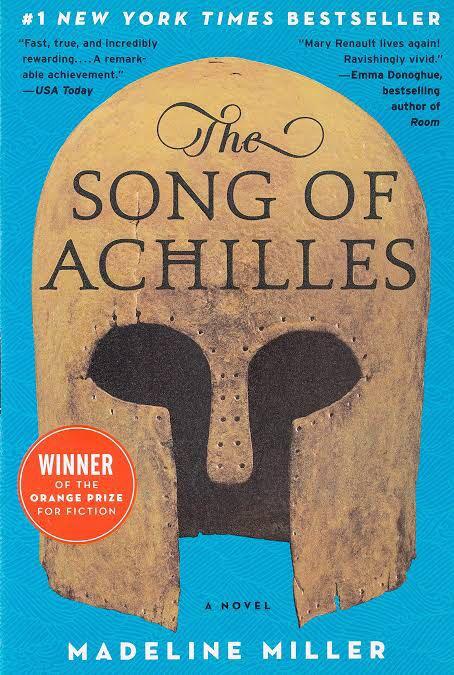 #1 NEW YORK TIMES BESTSELLER
"Fast, true, and incredibly
rewarding. . . . A remark-
able achievement."
—USA Today
"Mary Renault lives again!
Ravishingly vivid."
—Emma Donoghue,
bestselling
author of
Room
The
SONG OF
ACHILLES
WINNER
OF THE
ORANGE PRIZE
FOR FICTION
A NOVEL
MADELINE MILLER